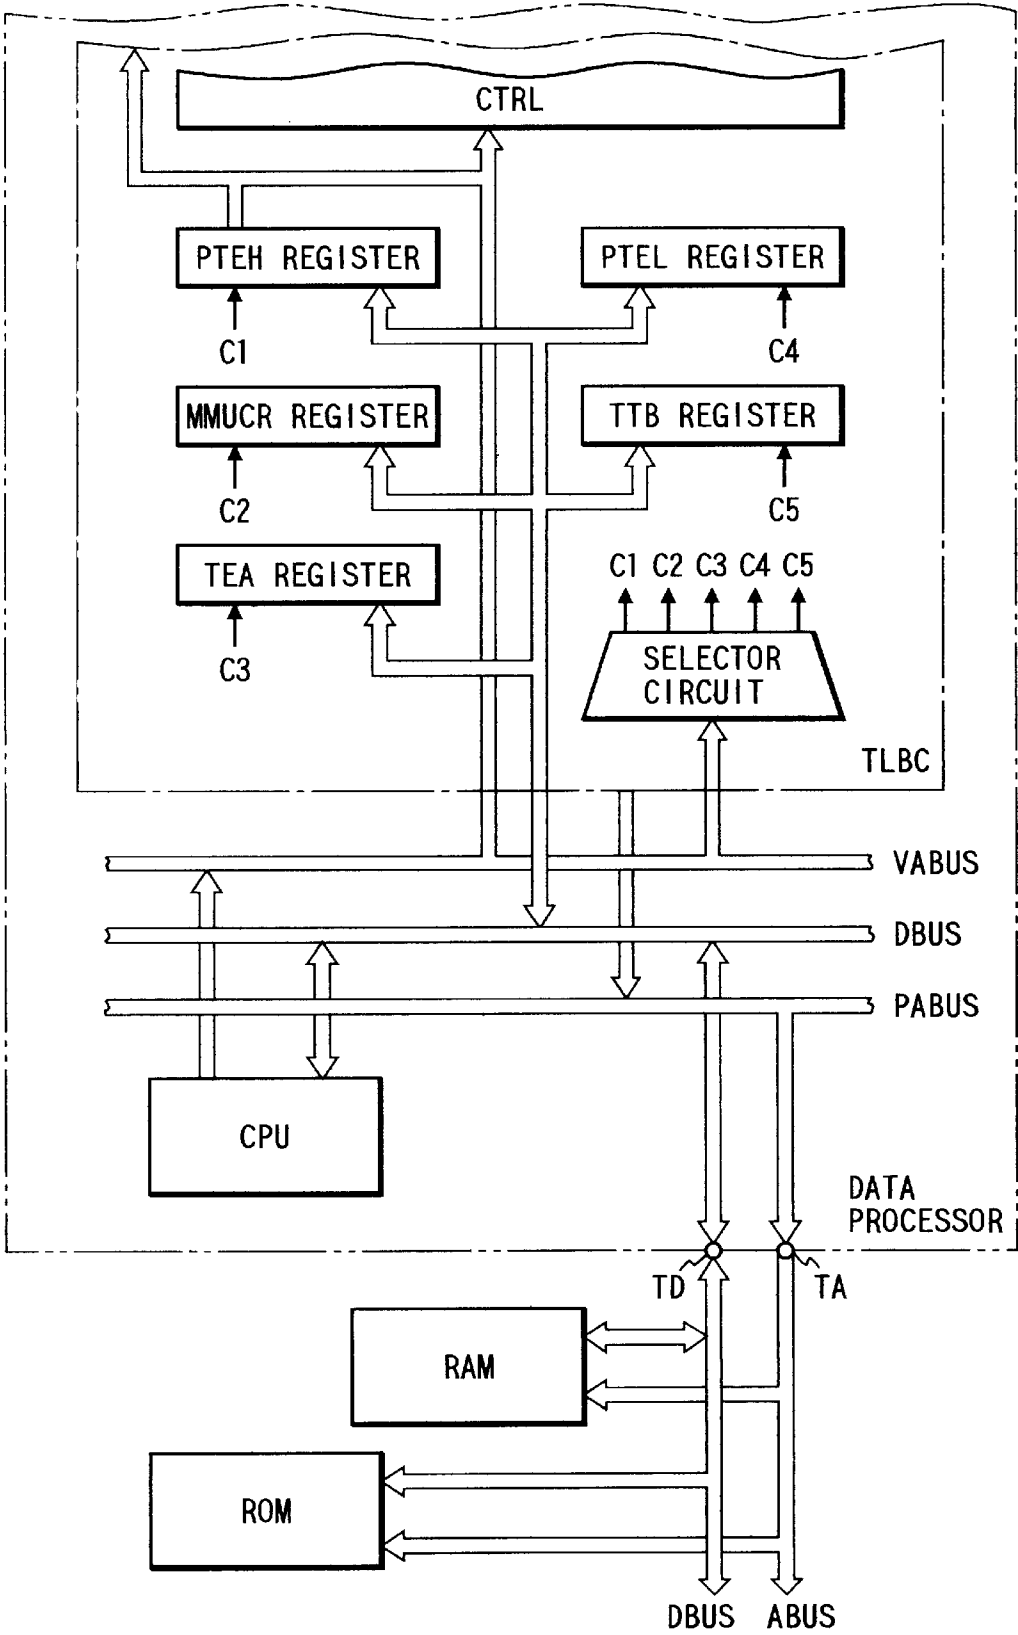 CTRL
PTEH REGISTER
PTEL REGISTER
C1
C4
MMUCR REGISTER
TTB REGISTER
C2
C5
TEA REGISTER
C1 C2 C3 C4 C5
C3
SELECTOR
CIRCUIT
TLBC
VABUS
DBUS
PABUS
CPU
DATA
PROCESSOR
TD
TA
RAM
ROM
DBUS
ABUS